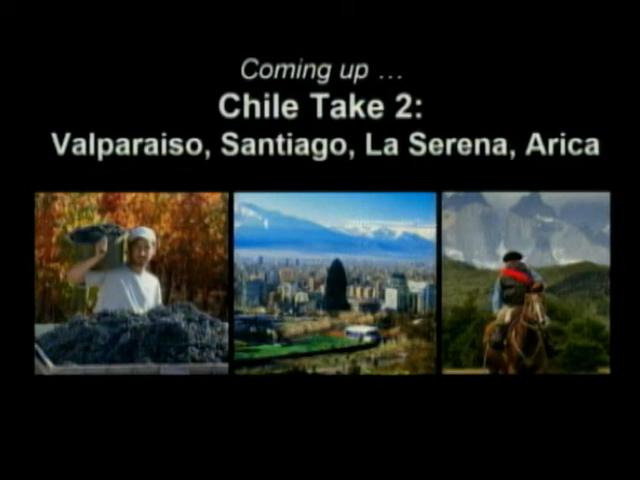 Coming up ...
Chile Take 2:
Valparaiso, Santiago, La Serena, Arica